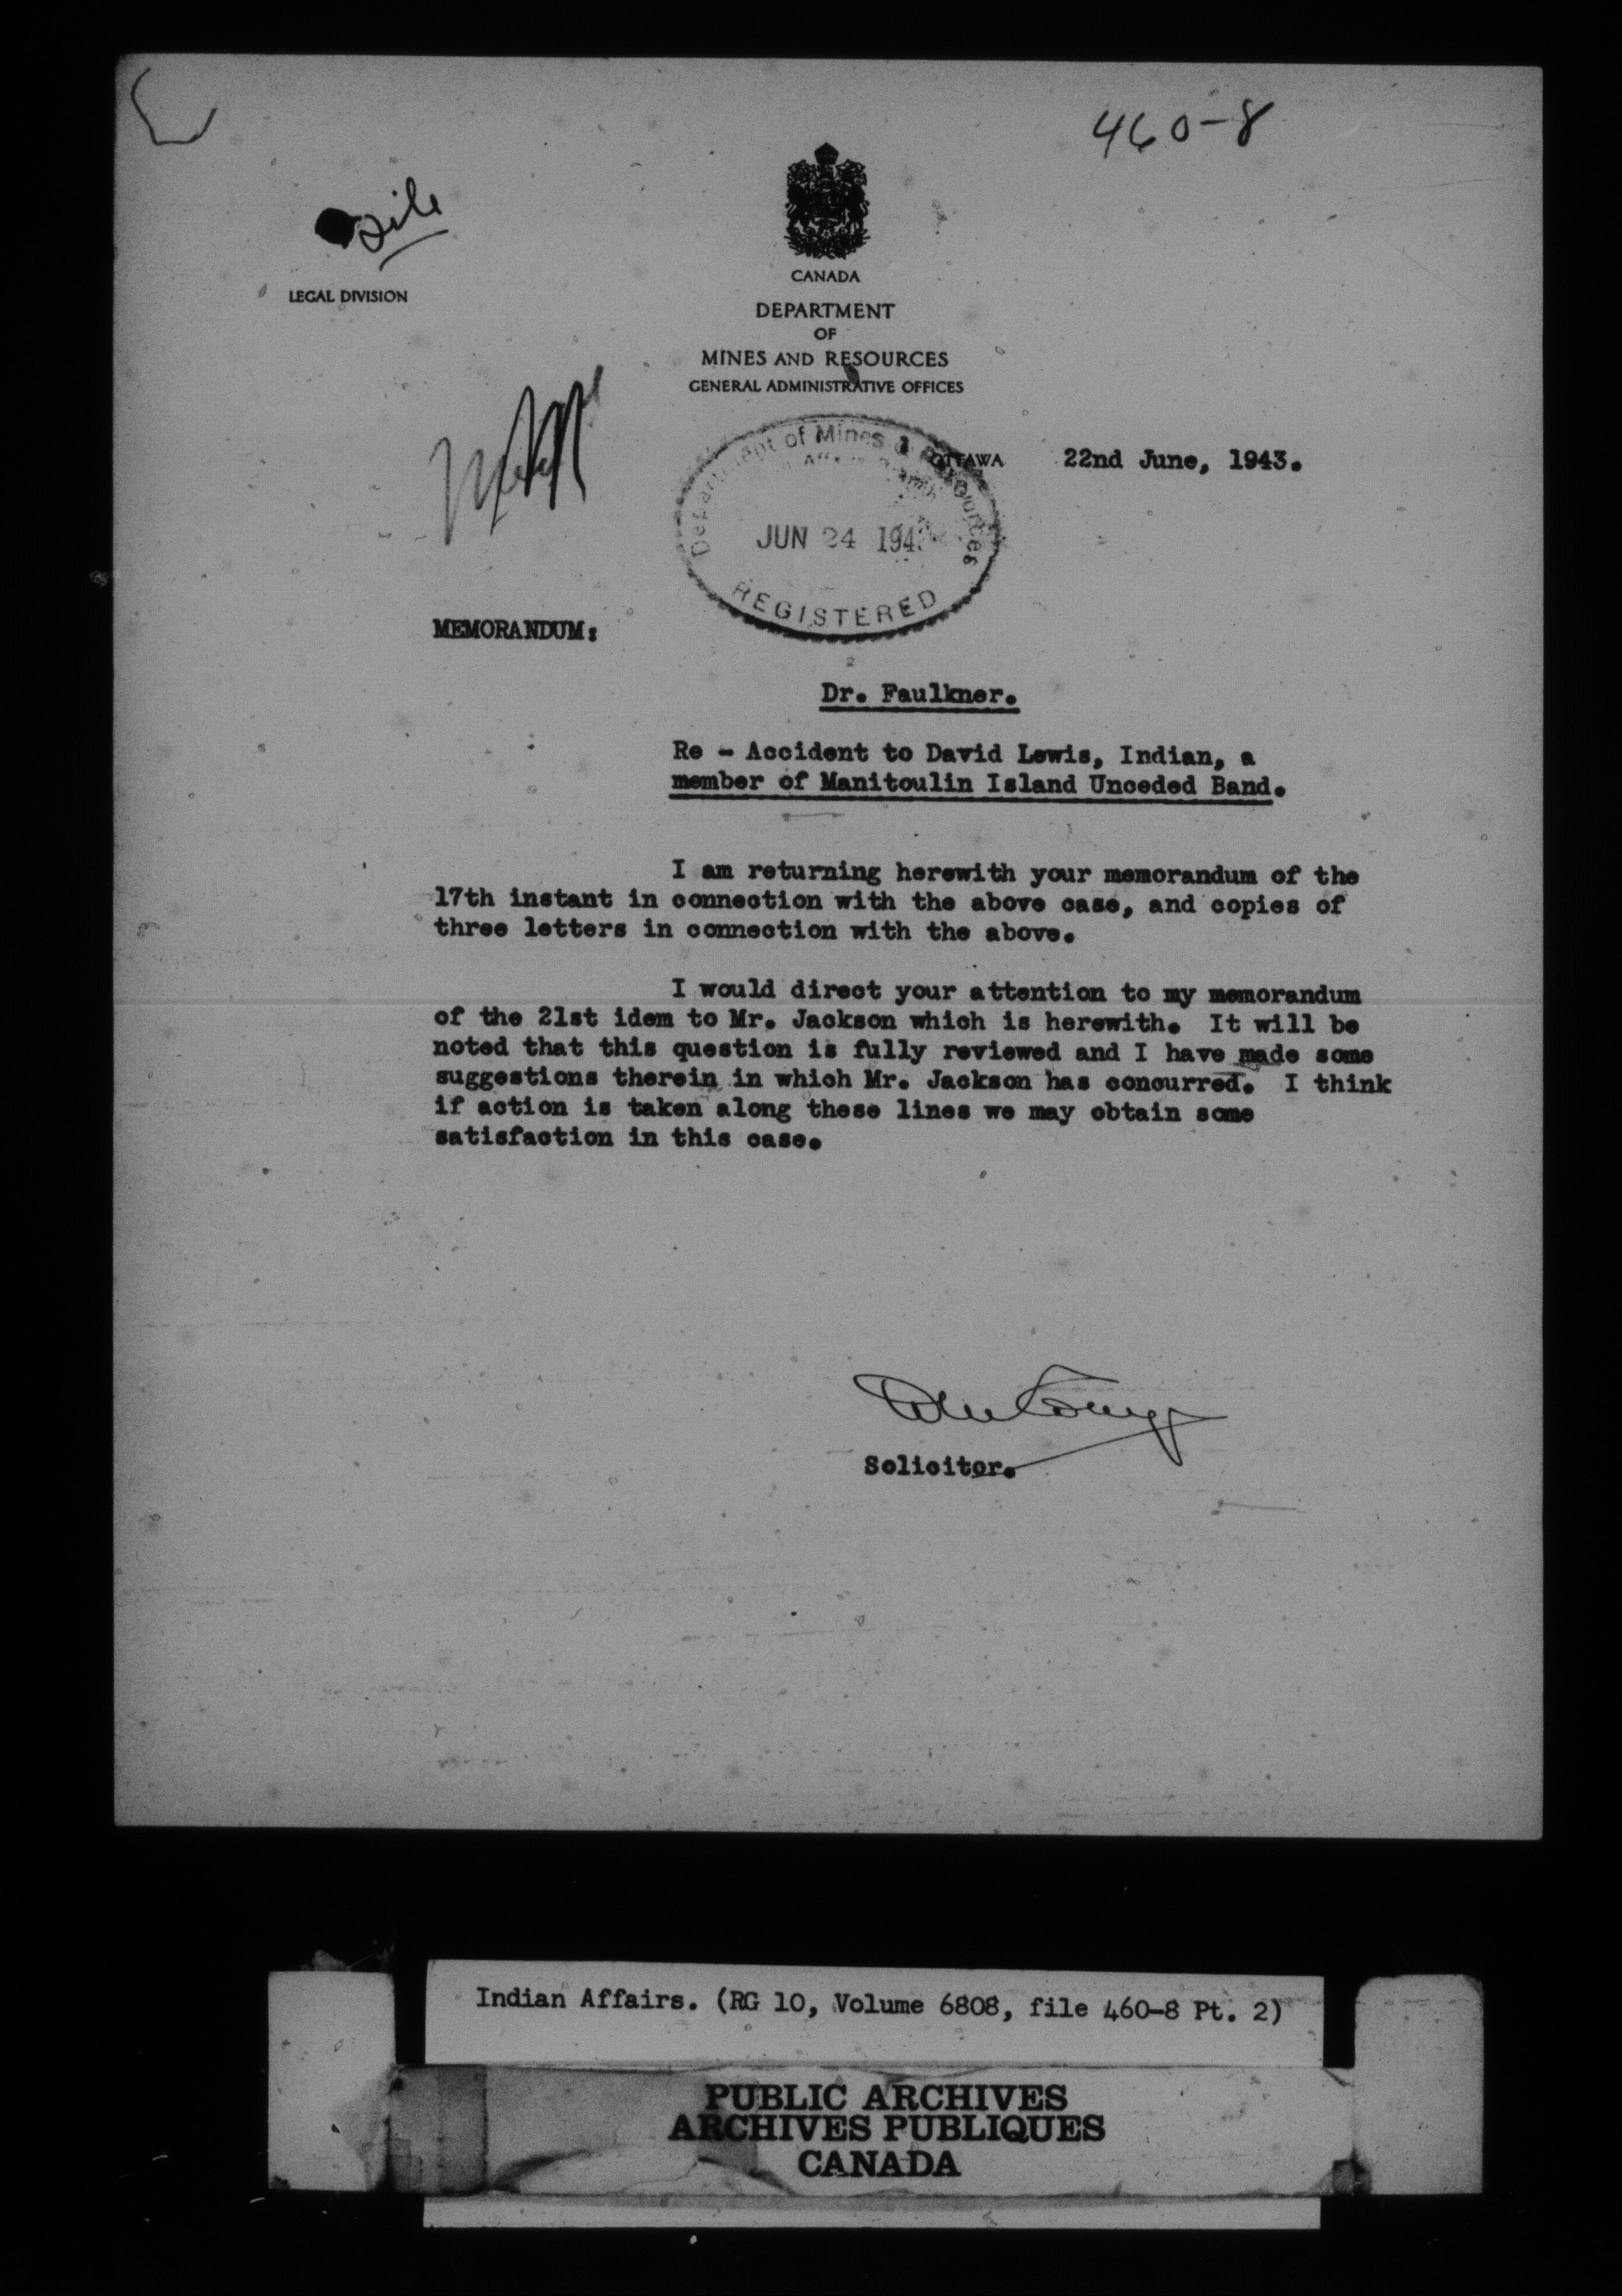 460-8
file
CANADA
LEGAL DIVISION
DEPARTMENT
OF
MINES AND RESOURCES
GENERAL ADMINISTRATIVE OFFICES
Department of Mines & Resources
OTTAWA 22nd June, 1943.
JUN 24 194
REGISTERED
MEMORANDUM:
Dr. Faulkner.
Re - Accident to David Lewis, Indian, a
member of Manitoulin Island Unceded Band.
I am returning herewith your memorandum of the
17th instant in connection with the above case, and copies of
three letters in connection with the above.
I would direct your attention to my memorandum
of the 21st idem to Mr. Jackson which is herewith. It will be
noted that this question is fully reviewed and I have made some
suggestions therein in which Mr. Jackson has concurred. I think
if action is taken along these lines we may obtain some
satisfaction in this case.
Solicitor.
Indian Affairs. (RG 10, Volume 6808, file 460-8 Pt. 2)
PUBLIC ARCHIVES
ARCHIVES PUBLIQUES
CANADA